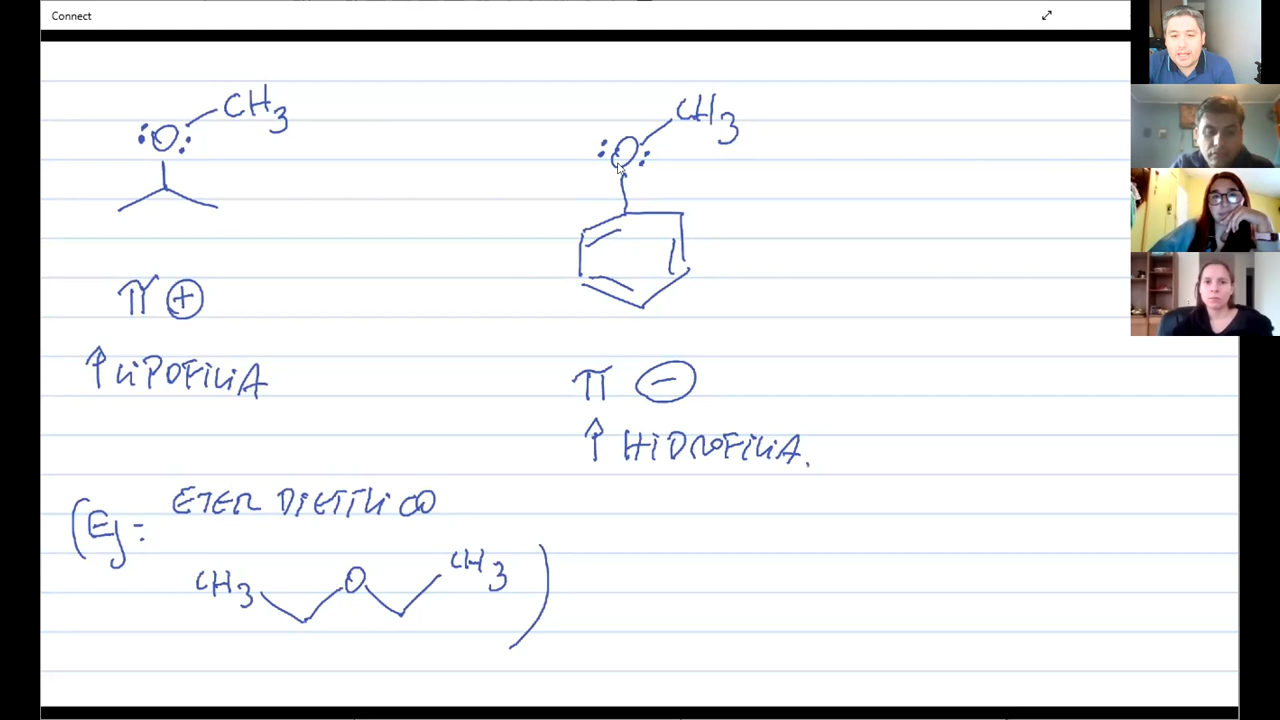 Connect
CH3
:O:
π +
↑ LIPOFILIA
CH3
:O:
π -
↑ HIDROFILIA.
(Ej: ETER DIETILICO
CH3 O CH3)